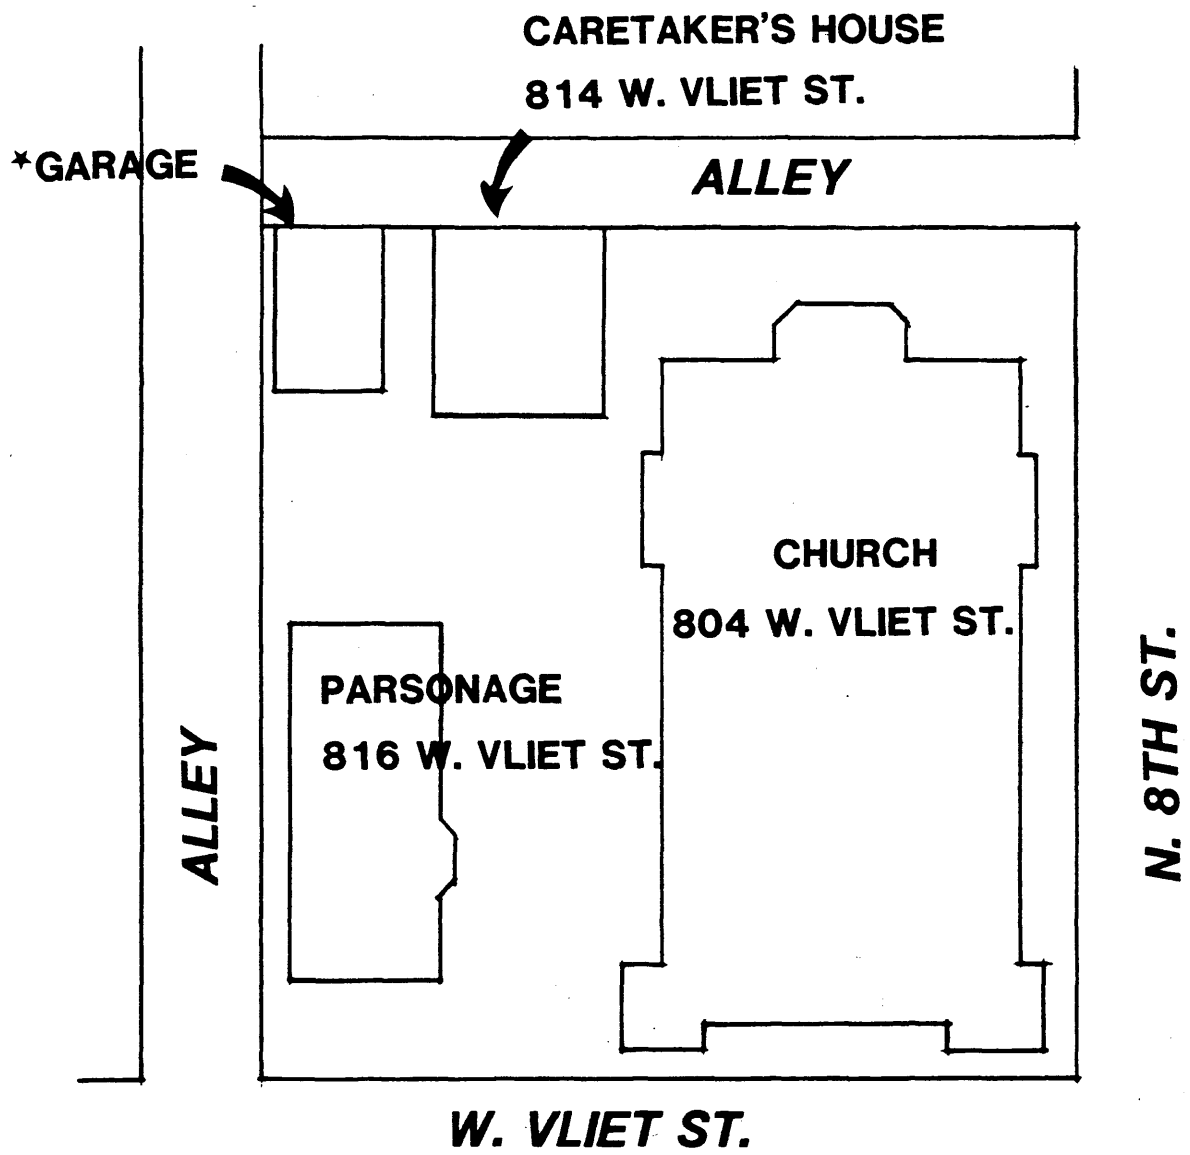 CARETAKER'S HOUSE
814 W. VLIET ST.
*GARAGE
ALLEY
CHURCH
804 W. VLIET ST.
PARSONAGE
816 W. VLIET ST.
ALLEY
N. 8TH ST.
W. VLIET ST.